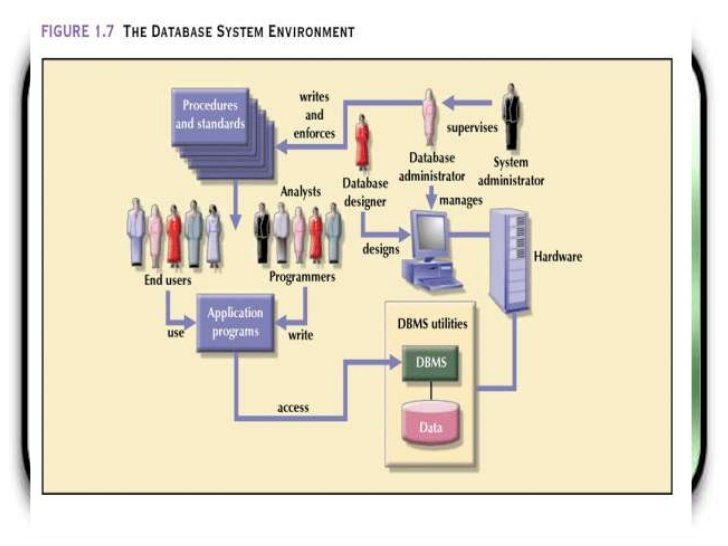 FIGURE 1.7 THE DATABASE SYSTEM ENVIRONMENT
Procedures
and standards
writes
and
enforces
supervises
Database
administrator
System
administrator
Analysts
Database
designer
manages
designs
Hardware
End users
Programmers
Application
programs
use
write
DBMS utilities
DBMS
access
Data